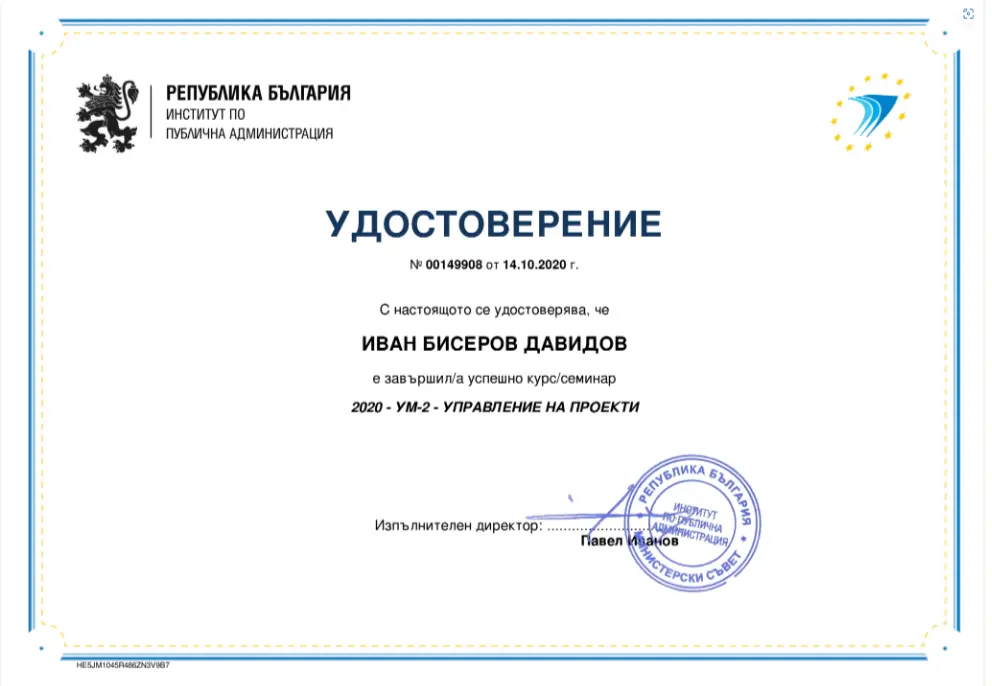 РЕПУБЛИКА БЪЛГАРИЯ
ИНСТИТУТ ПО
ПУБЛИЧНА АДМИНИСТРАЦИЯ
УДОСТОВЕРЕНИЕ
№ 00149908 от 14.10.2020 г.
С настоящото се удостоверява, че
ИВАН БИСЕРОВ ДАВИДОВ
е завършил/а успешно курс/семинар
2020 - УМ-2 - УПРАВЛЕНИЕ НА ПРОЕКТИ
Изпълнителен директор: ........................
Павел Иванов
РЕПУБЛИКА БЪЛГАРИЯ
ИНСТИТУТ
ПО ПУБЛИЧНА
АДМИНИСТРАЦИЯ
МИНИСТЕРСКИ СЪВЕТ
HE5JM1045R486ZN3V9B7